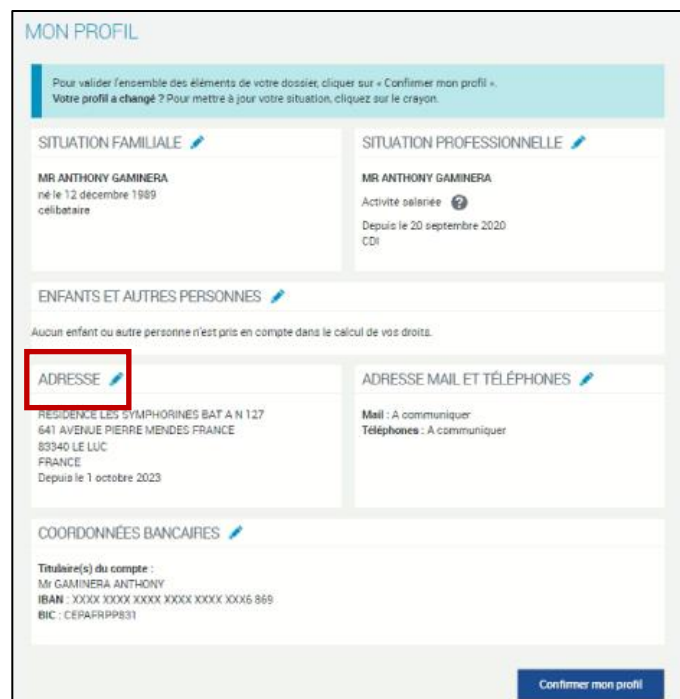 MON PROFIL
Pour valider l'ensemble des éléments de votre dossier, cliquer sur « Confirmer mon profil ».
Votre profil a changé ? Pour mettre à jour votre situation, cliquez sur le crayon.
SITUATION FAMILIALE
MR ANTHONY GAMINERA
né le 12 décembre 1989
célibataire
SITUATION PROFESSIONNELLE
MR ANTHONY GAMINERA
Activité salariée ?
Depuis le 20 septembre 2020
CDI
ENFANTS ET AUTRES PERSONNES
Aucun enfant ou autre personne n'est pris en compte dans le calcul de vos droits.
ADRESSE
RESIDENCE LES SYMPHORINES BAT A N 127
641 AVENUE PIERRE MENDES FRANCE
83340 LE LUC
FRANCE
Depuis le 1 octobre 2023
ADRESSE MAIL ET TÉLÉPHONES
Mail : A communiquer
Téléphones : A communiquer
COORDONNÉES BANCAIRES
Titulaire(s) du compte :
Mr GAMINERA ANTHONY
IBAN : XXXX XXXX XXXX XXXX XXXX XXX6 869
BIC : CEPAFRPP831
Confirmer mon profil